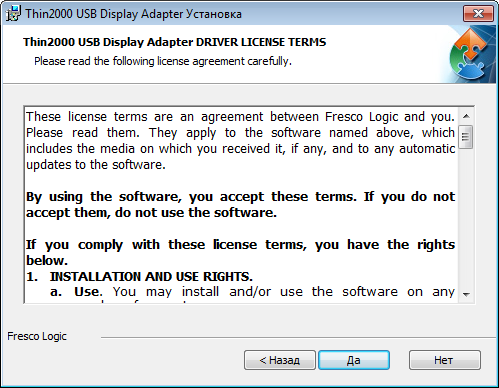 Thin2000 USB Display Adapter Установка
Thin2000 USB Display Adapter DRIVER LICENSE TERMS
Please read the following license agreement carefully.
These license terms are an agreement between Fresco Logic and you.
Please read them. They apply to the software named above, which
includes the media on which you received it, if any, and to any automatic
updates to the software.
By using the software, you accept these terms. If you do not
accept them, do not use the software.
If you comply with these license terms, you have the rights
below.
1. INSTALLATION AND USE RIGHTS.
a. Use. You may install and/or use the software on any
Fresco Logic
< Назад
Да
Нет